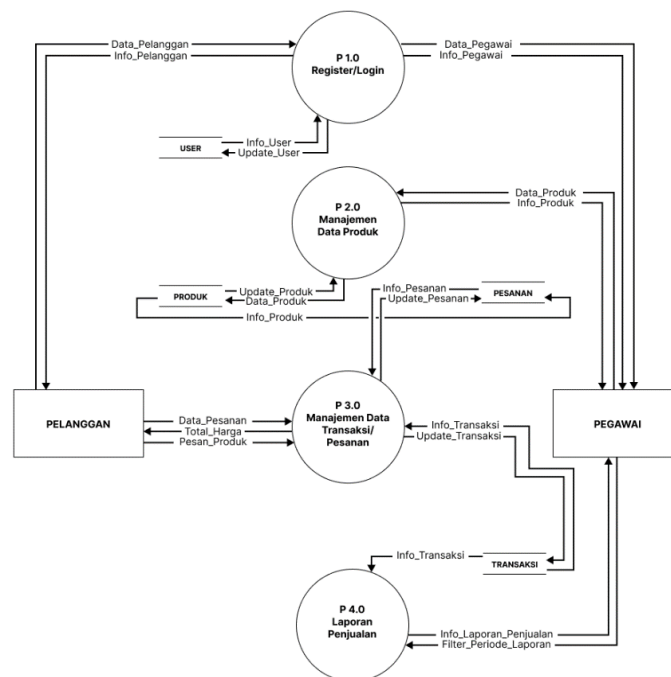 P 1.0
Register/Login
Data_Pelanggan
Info_Pelanggan
Data_Pegawai
Info_Pegawai
USER
Info_User
Update_User
P 2.0
Manajemen
Data Produk
Data_Produk
Info_Produk
PRODUK
Update_Produk
Data_Produk
Info_Produk
Info_Pesanan
Update_Pesanan
PESANAN
PELANGGAN
Data_Pesanan
Total_Harga
Pesan_Produk
P 3.0
Manajemen Data
Transaksi/
Pesanan
Info_Transaksi
Update_Transaksi
PEGAWAI
Info_Transaksi
TRANSAKSI
P 4.0
Laporan
Penjualan
Info_Laporan_Penjualan
Filter_Periode_Laporan